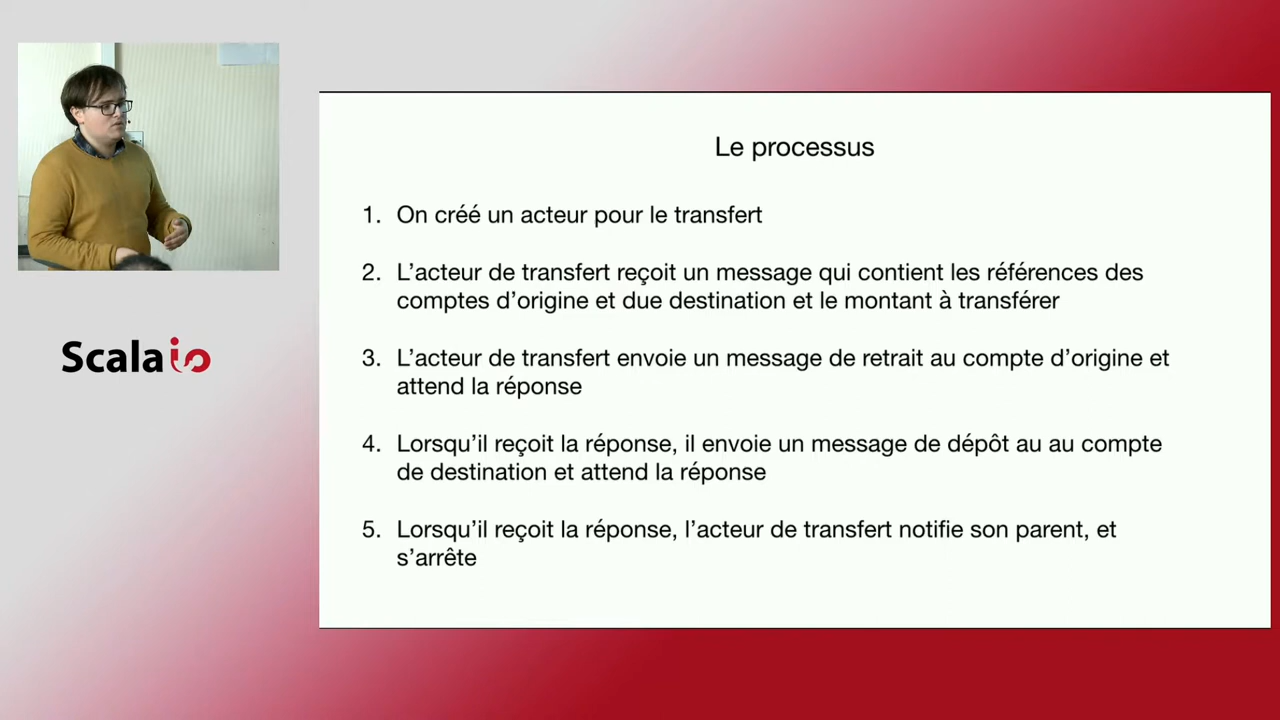 Le processus
1. On créé un acteur pour le transfert
2. L’acteur de transfert reçoit un message qui contient les références des
comptes d’origine et due destination et le montant à transférer
3. L’acteur de transfert envoie un message de retrait au compte d’origine et
attend la réponse
4. Lorsqu’il reçoit la réponse, il envoie un message de dépôt au au compte
de destination et attend la réponse
5. Lorsqu’il reçoit la réponse, l’acteur de transfert notifie son parent, et
s’arrête
Scalaio